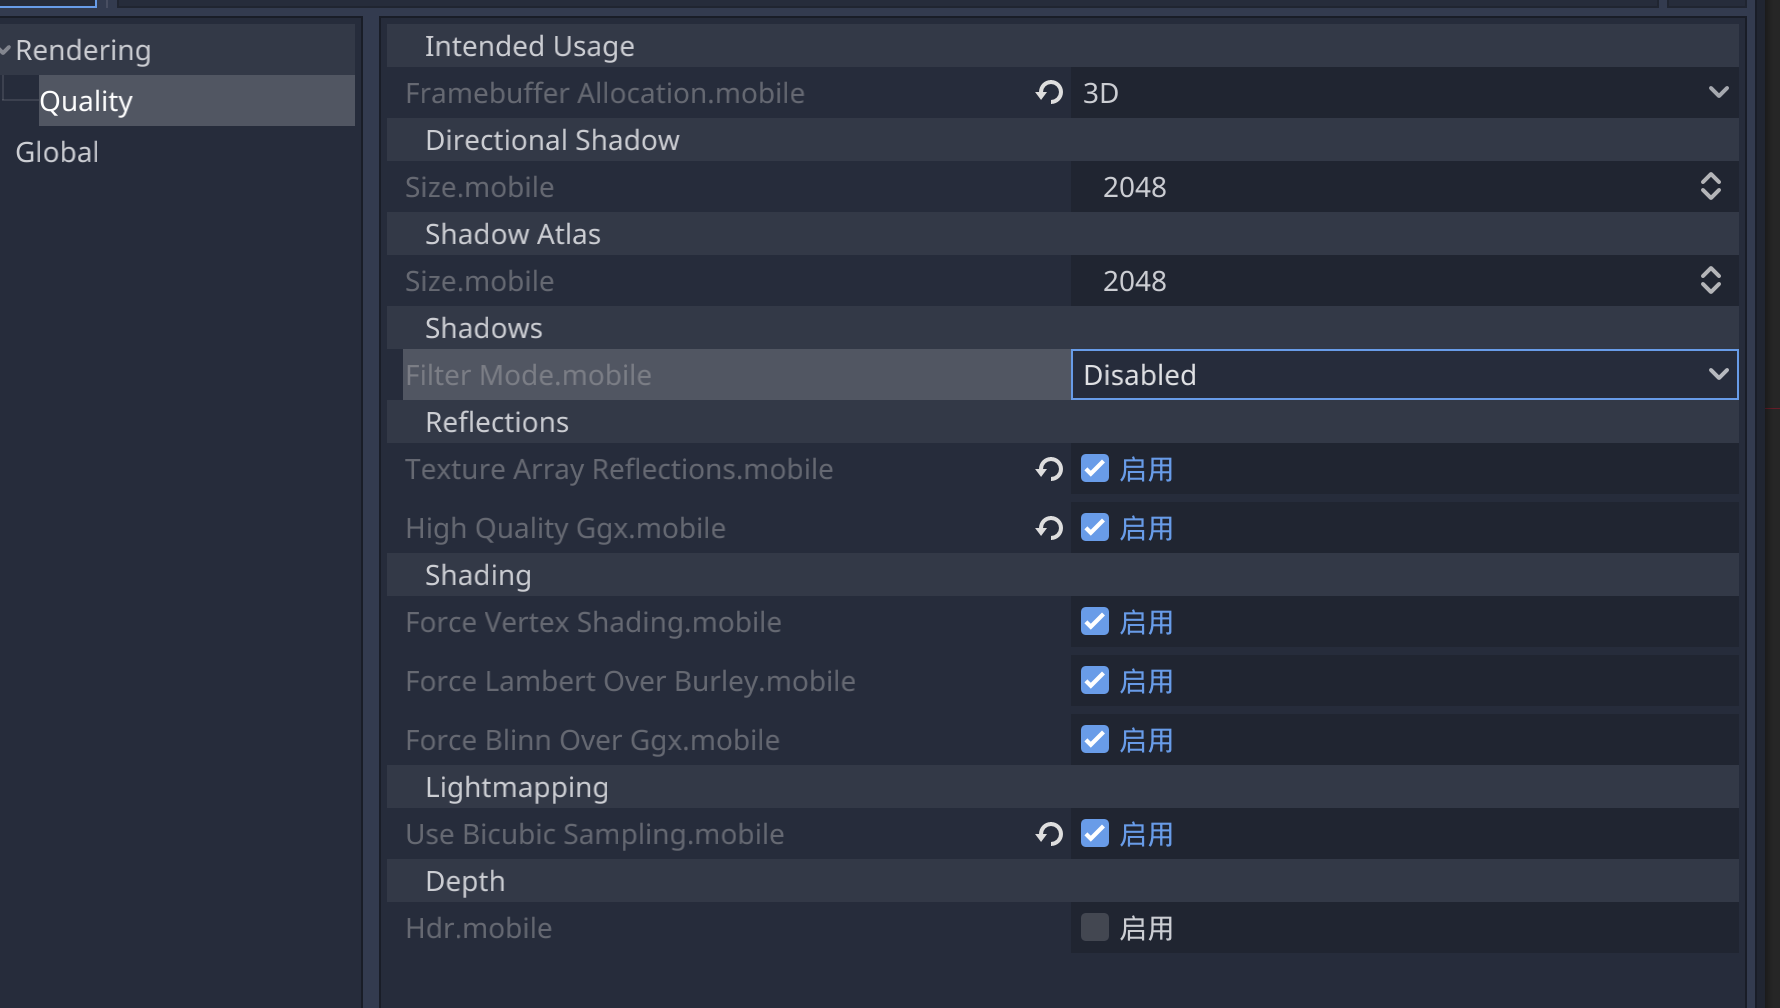 Rendering
Quality
Global
Intended Usage
Framebuffer Allocation.mobile 3D
Directional Shadow
Size.mobile 2048
Shadow Atlas
Size.mobile 2048
Shadows
Filter Mode.mobile Disabled
Reflections
Texture Array Reflections.mobile 启用
High Quality Ggx.mobile 启用
Shading
Force Vertex Shading.mobile 启用
Force Lambert Over Burley.mobile 启用
Force Blinn Over Ggx.mobile 启用
Lightmapping
Use Bicubic Sampling.mobile 启用
Depth
Hdr.mobile 启用